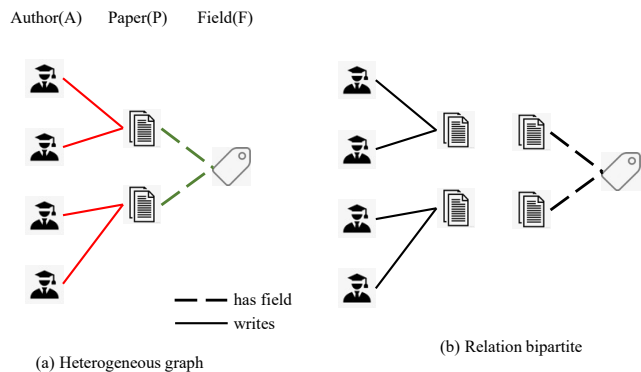 Author(A) Paper(P) Field(F)
has field
writes
(a) Heterogeneous graph
(b) Relation bipartite